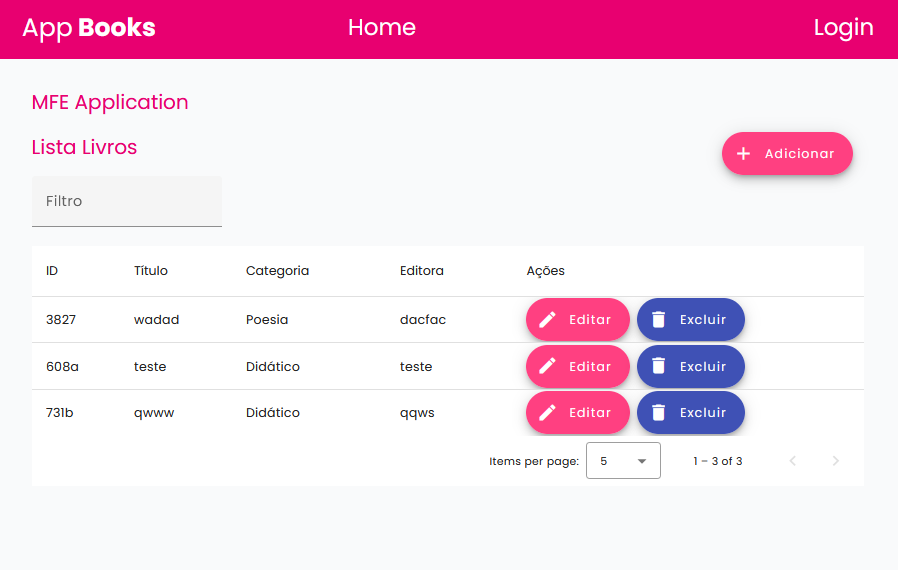 App Books Home Login
MFE Application
Lista Livros
Adicionar
Filtro
ID Título Categoria Editora Ações
3827 wadad Poesia dacfac Editar Excluir
608a teste Didático teste Editar Excluir
731b qwww Didático qqws Editar Excluir
Items per page: 5 1 – 3 of 3